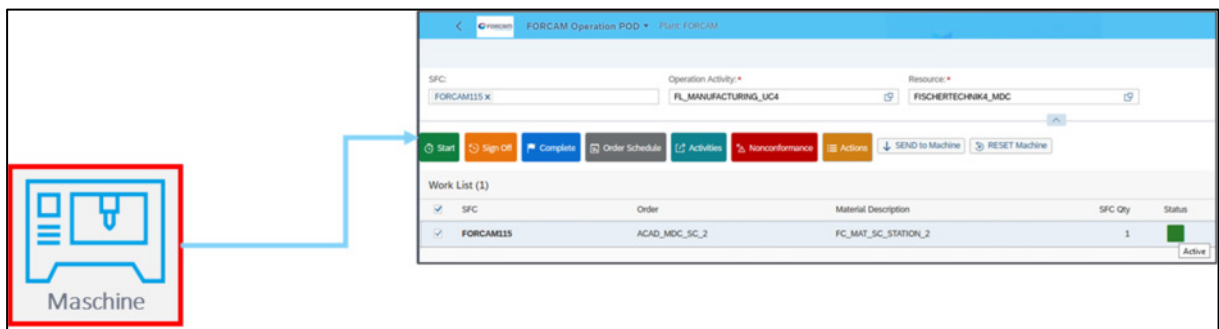 FORCAM FORCAM Operation POD Plant: FORCAM
SFC: Operation Activity:* Resource:*
FORCAM115 x FL_MANUFACTURING_UC4 FISCHERTECHNIK4_MDC
Start Sign Off Complete Order Schedule Activities Nonconformance Actions SEND to Machine RESET Machine
Work List (1)
SFC Order Material Description SFC Qty Status
FORCAM115 ACAD_MDC_SC_2 FC_MAT_SC_STATION_2 1
Active
Maschine